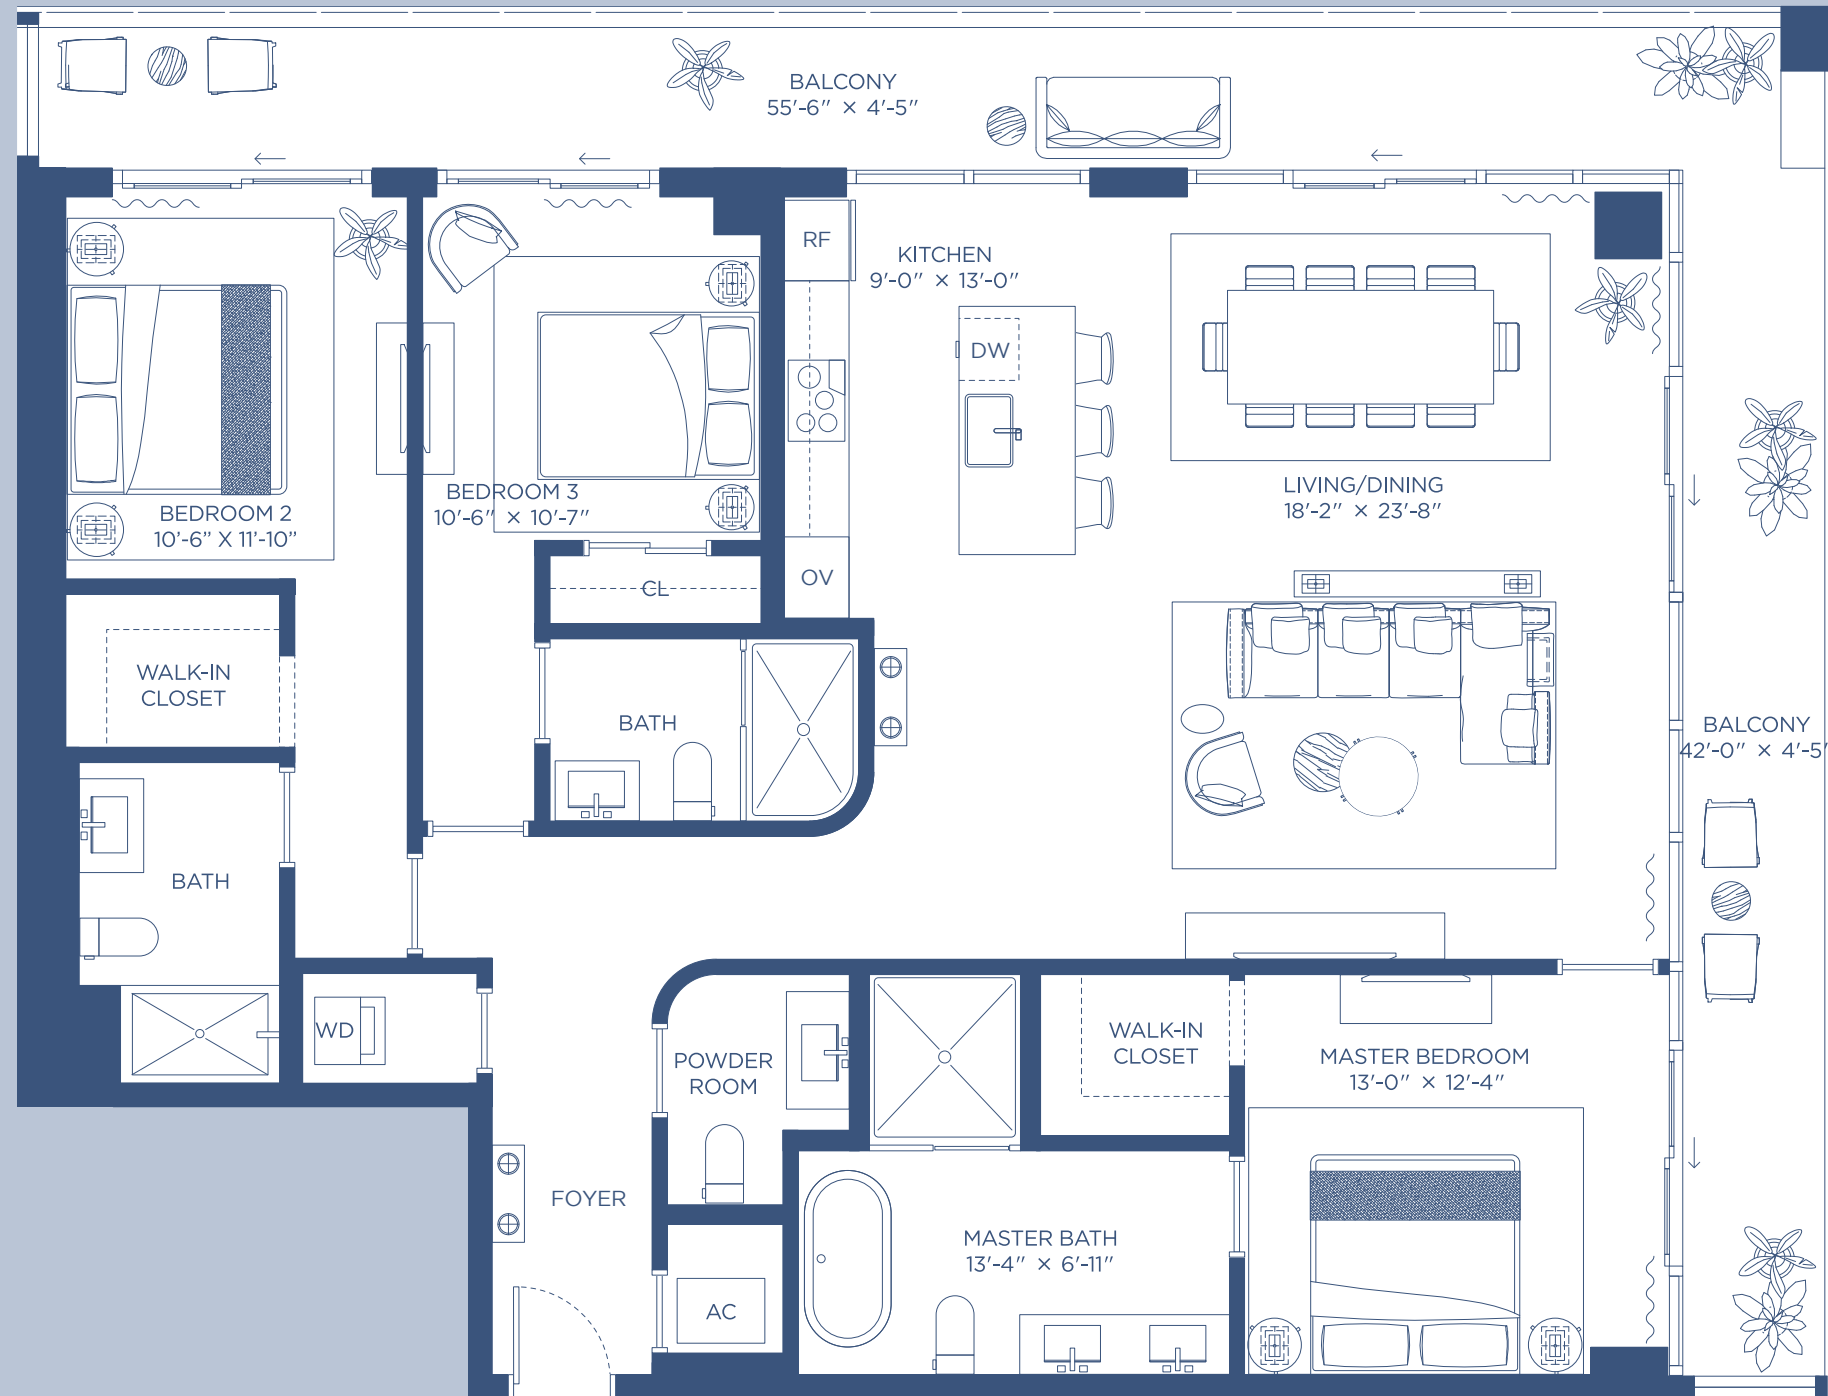 BALCONY
55'-6" × 4'-5"
RF
KITCHEN
9'-0" × 13'-0"
DW
BEDROOM 3
10'-6" × 10'-7"
LIVING/DINING
18'-2" × 23'-8"
BEDROOM 2
10'-6" X 11'-10"
OV
CL
WALK-IN
CLOSET
BATH
BALCONY
42'-0" × 4'-5'
BATH
WD
POWDER
ROOM
WALK-IN
CLOSET
MASTER BEDROOM
13'-0" × 12'-4"
FOYER
MASTER BATH
13'-4" × 6'-11"
AC